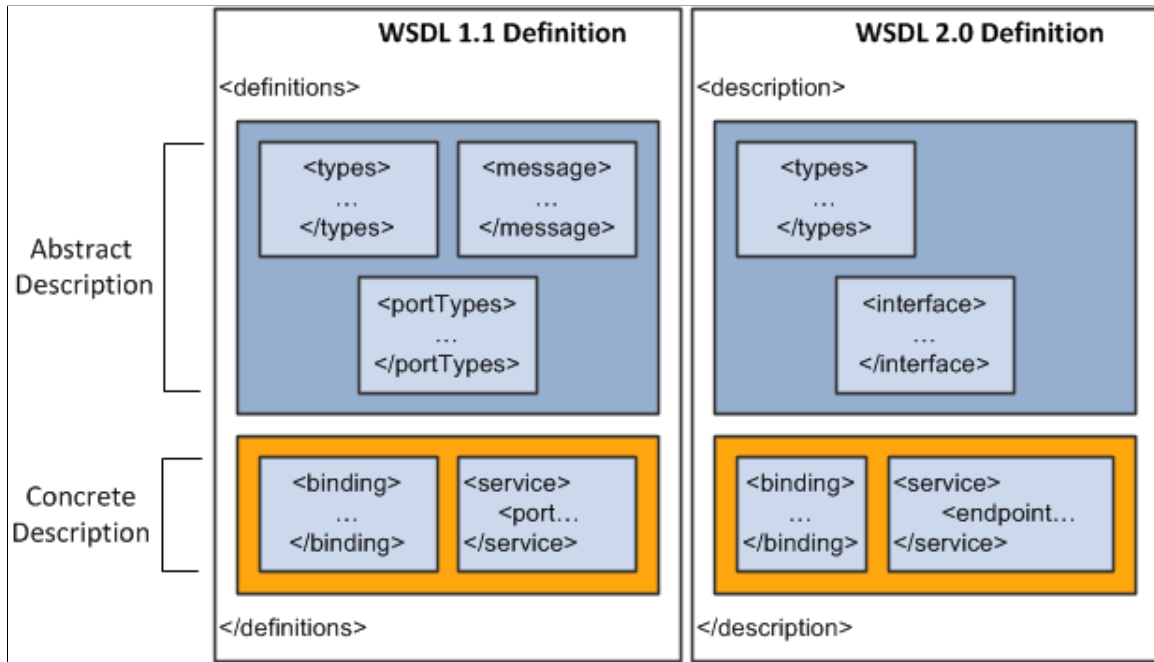 WSDL 1.1 Definition
WSDL 2.0 Definition
<definitions>
<description>
Abstract
Description
<types>
…
</types>
<message>
…
</message>
<portTypes>
…
</portTypes>
<types>
…
</types>
<interface>
…
</interface>
Concrete
Description
<binding>
…
</binding>
<service>
<port…
</service>
<binding>
…
</binding>
<service>
<endpoint…
</service>
</definitions>
</description>